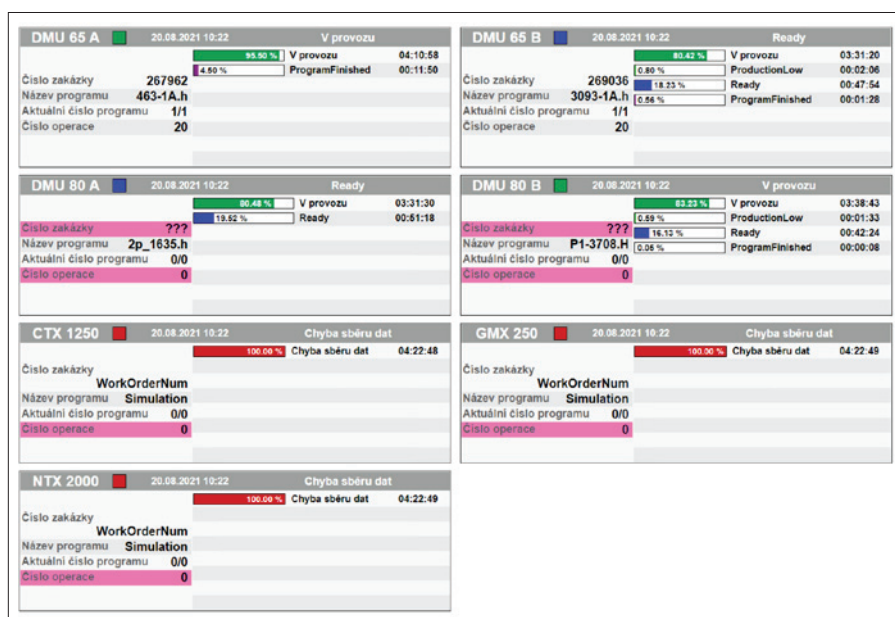 DMU 65 A 20.08.2021 10:22 V provozu
95.50 % V provozu 04:10:58
4.50 % ProgramFinished 00:11:50
Číslo zakázky 267962
Název programu 463-1A.h
Aktuální číslo programu 1/1
Číslo operace 20
DMU 65 B 20.08.2021 10:22 Ready
80.42 % V provozu 03:31:20
0.80 % ProductionLow 00:02:06
18.23 % Ready 00:47:54
0.56 % ProgramFinished 00:01:28
Číslo zakázky 269036
Název programu 3093-1A.h
Aktuální číslo programu 1/1
Číslo operace 20
DMU 80 A 20.08.2021 10:22 Ready
80.48 % V provozu 03:31:30
19.52 % Ready 00:51:18
Číslo zakázky ???
Název programu 2p_1635.h
Aktuální číslo programu 0/0
Číslo operace 0
DMU 80 B 20.08.2021 10:22 V provozu
83.23 % V provozu 03:38:43
0.59 % ProductionLow 00:01:33
16.13 % Ready 00:42:24
0.05 % ProgramFinished 00:00:08
Číslo zakázky ???
Název programu P1-3708.H
Aktuální číslo programu 0/0
Číslo operace 0
CTX 1250 20.08.2021 10:22 Chyba sběru dat
100.00 % Chyba sběru dat 04:22:48
Číslo zakázky
WorkOrderNum
Název programu Simulation
Aktuální číslo programu 0/0
Číslo operace 0
GMX 250 20.08.2021 10:22 Chyba sběru dat
100.00 % Chyba sběru dat 04:22:49
Číslo zakázky
WorkOrderNum
Název programu Simulation
Aktuální číslo programu 0/0
Číslo operace 0
NTX 2000 20.08.2021 10:22 Chyba sběru dat
100.00 % Chyba sběru dat 04:22:49
Číslo zakázky
WorkOrderNum
Název programu Simulation
Aktuální číslo programu 0/0
Číslo operace 0